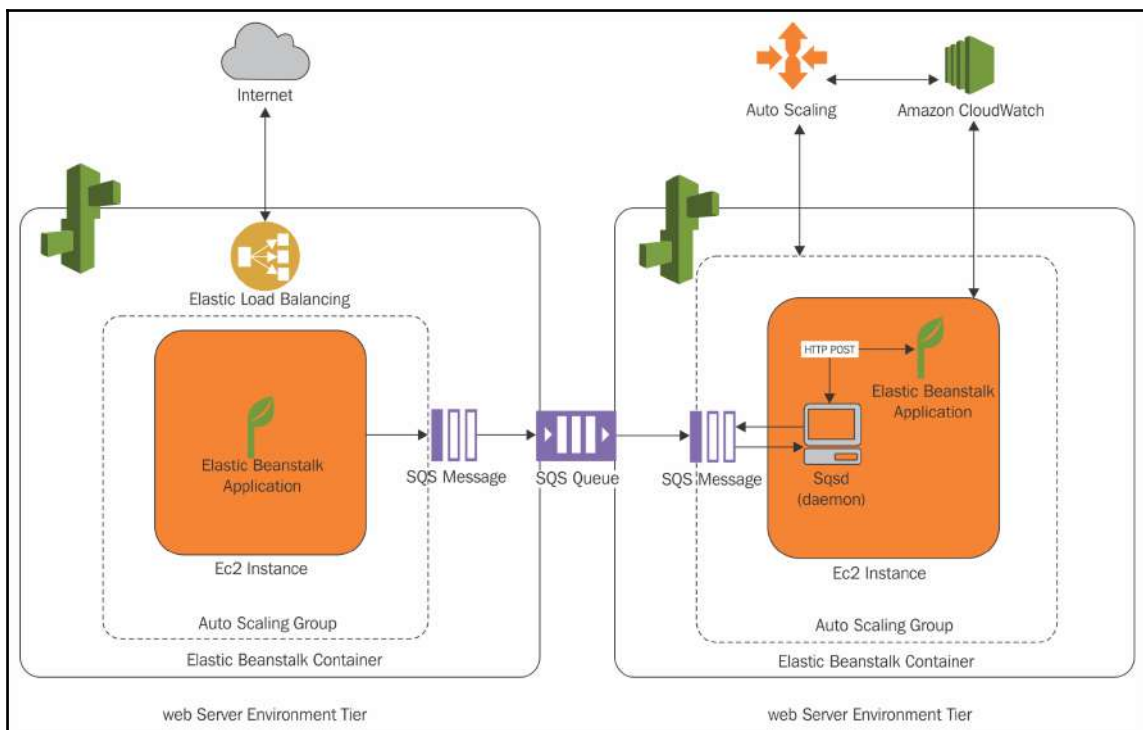 Internet
Auto Scaling
Amazon CloudWatch
Elastic Load Balancing
HTTP POST
Elastic Beanstalk
Application
Elastic Beanstalk
Application
SQS Message
SQS Queue
SQS Message
Sqsd
(daemon)
Ec2 Instance
Ec2 Instance
Auto Scaling Group
Auto Scaling Group
Elastic Beanstalk Container
Elastic Beanstalk Container
web Server Environment Tier
web Server Environment Tier